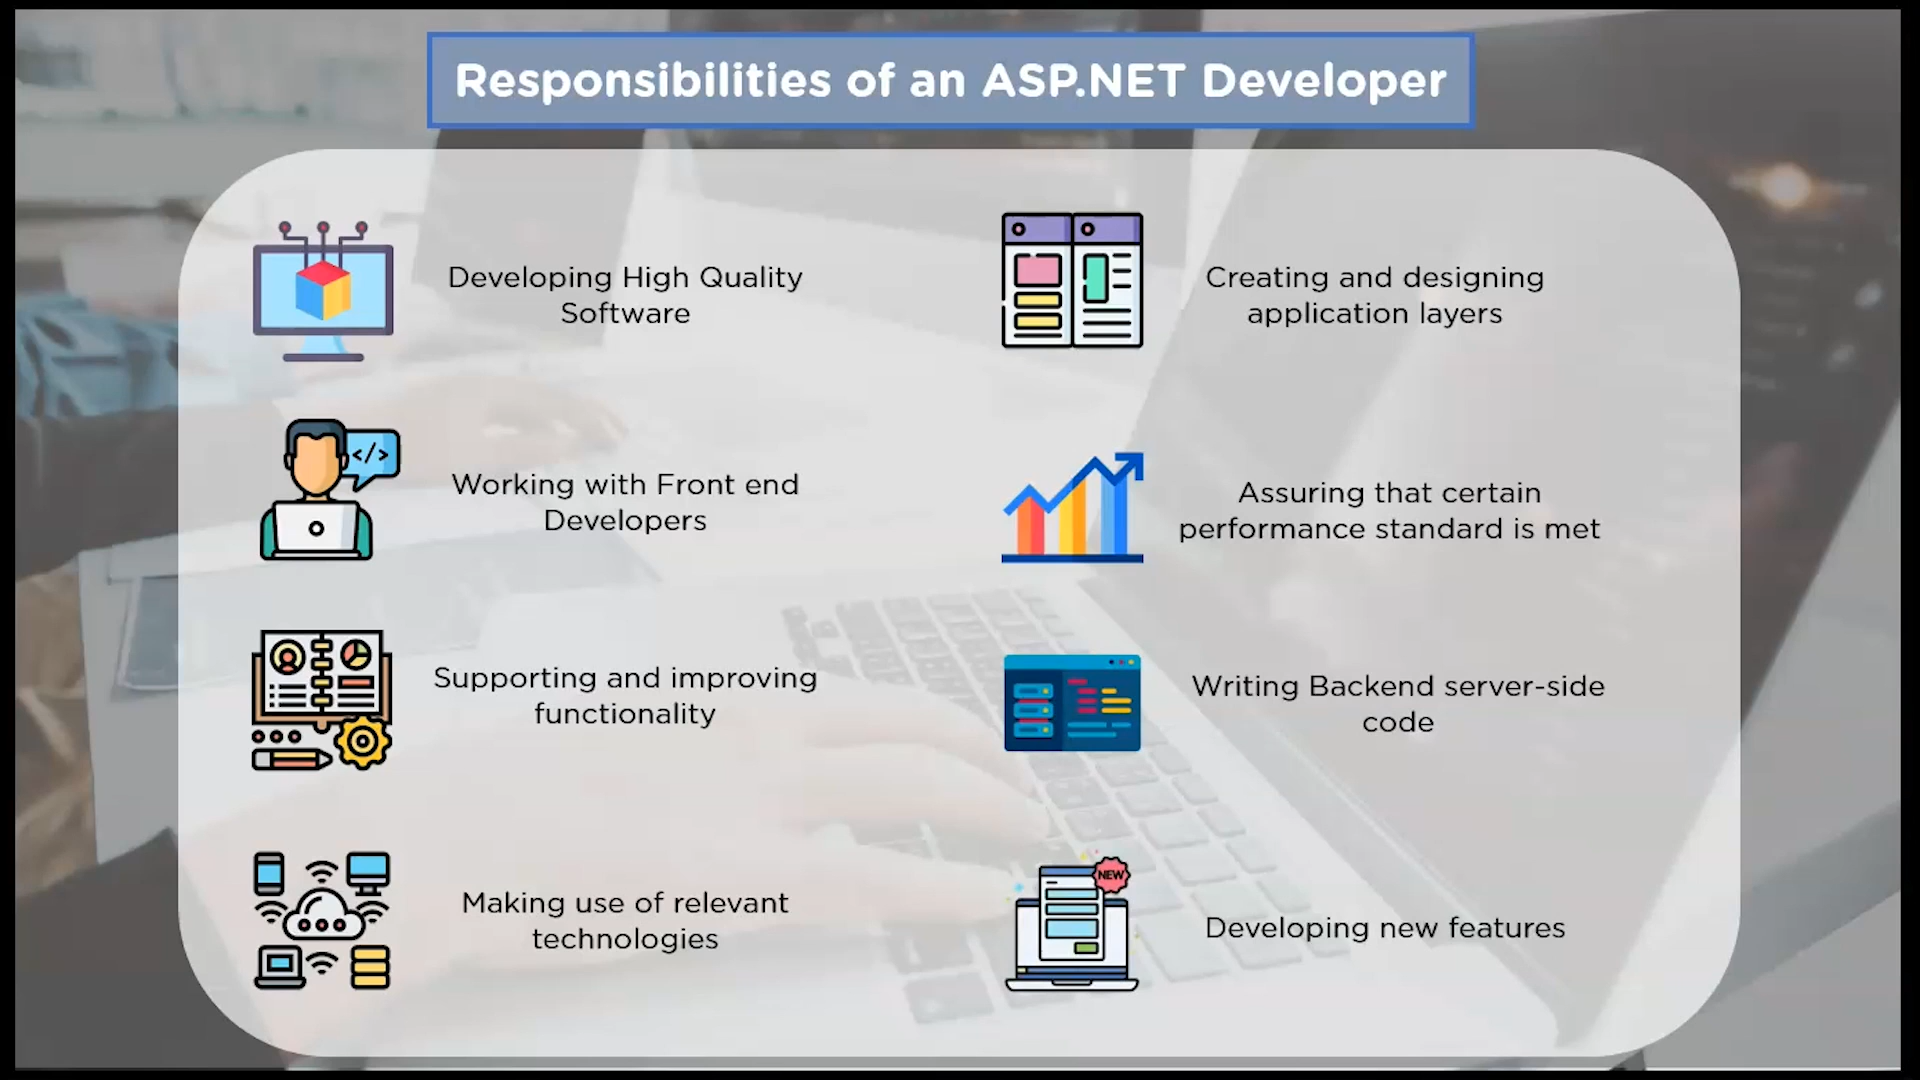 Responsibilities of an ASP.NET Developer
Developing High Quality
Software
Creating and designing
application layers
</>
Working with Front end
Developers
Assuring that certain
performance standard is met
Supporting and improving
functionality
Writing Backend server-side
code
Making use of relevant
technologies
NEW
Developing new features